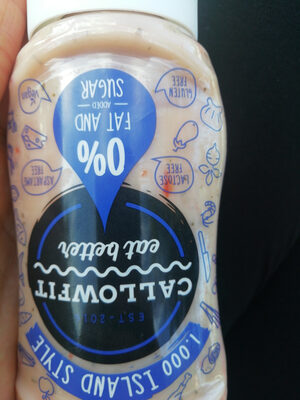 1.000 ISLAND STYLE
EST-201
CALLOWFIT
eat better
0%
FAT AND
ADDED
SUGAR
ASPARTAME
FREE
LACTOSE
FREE
Vegan
GLUTEN
FREE